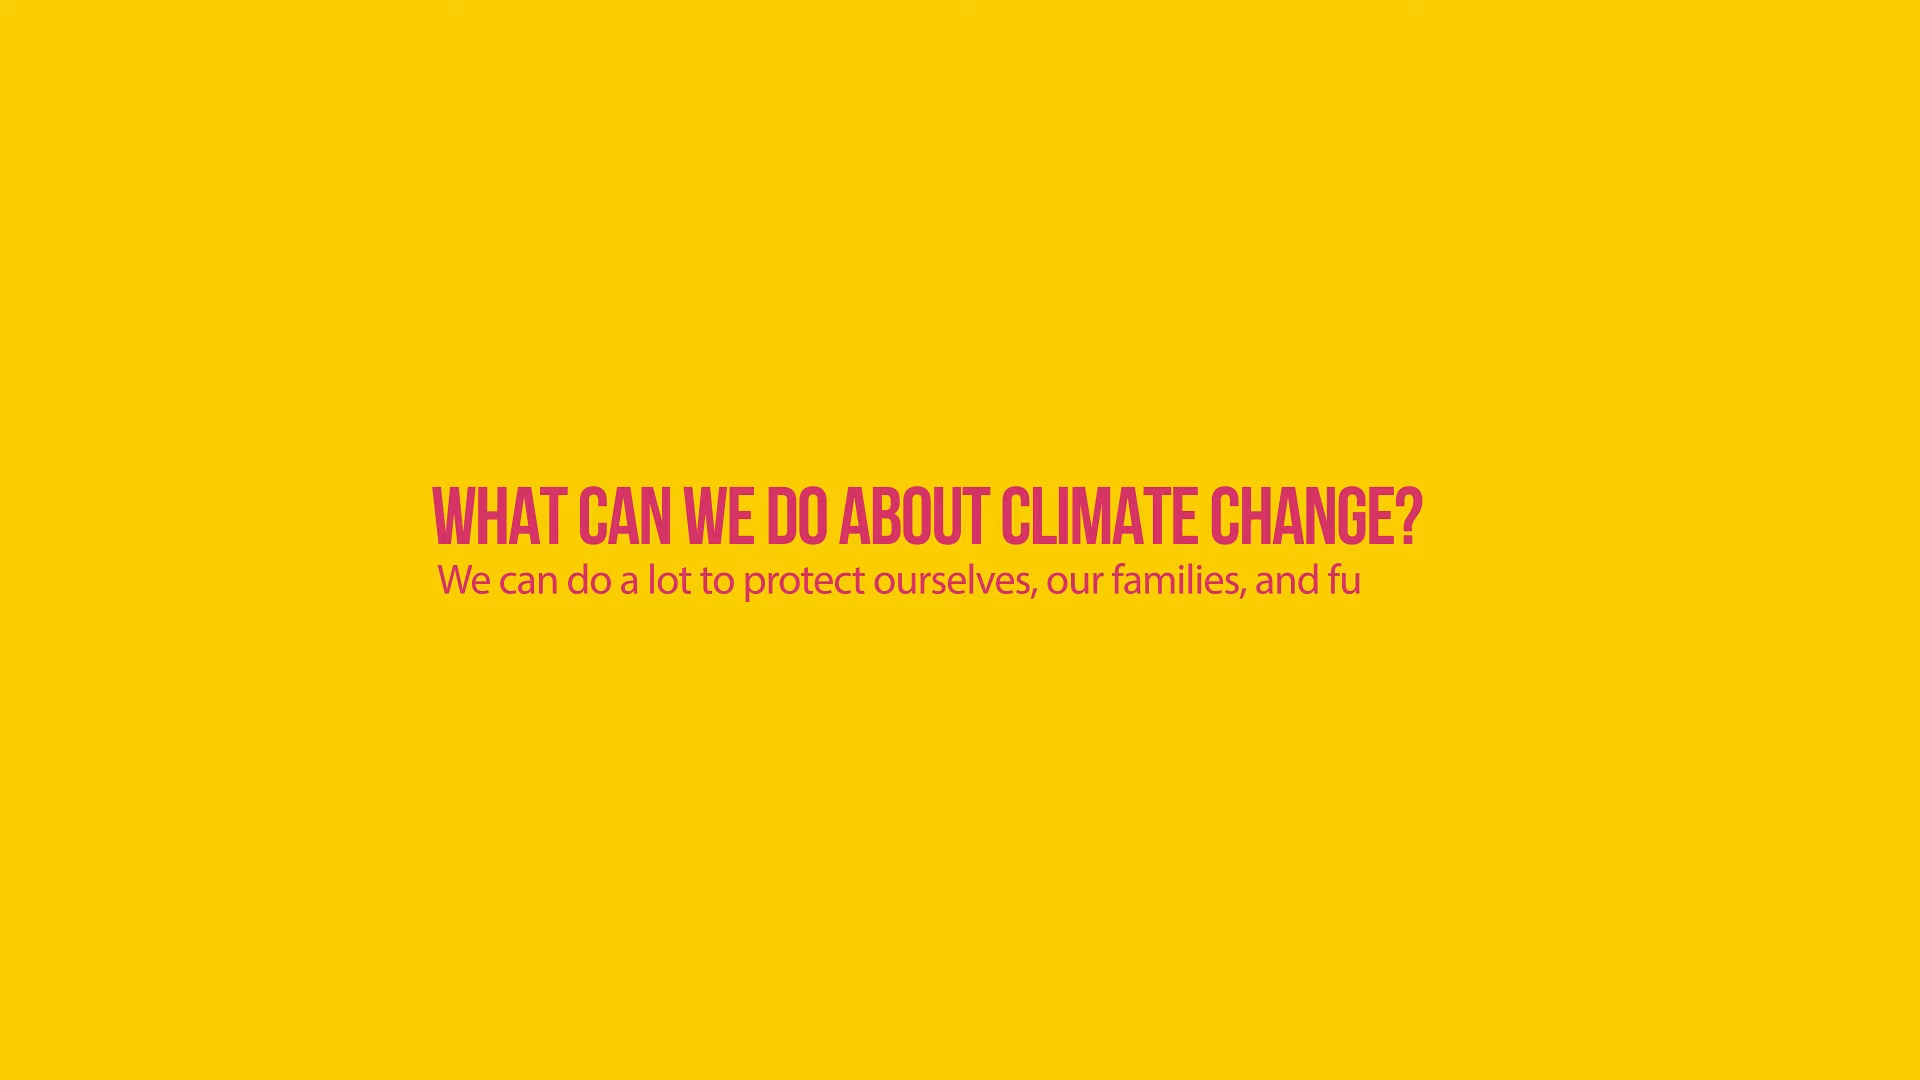 WHAT CAN WE DO ABOUT CLIMATE CHANGE?
We can do a lot to protect ourselves, our families, and fu